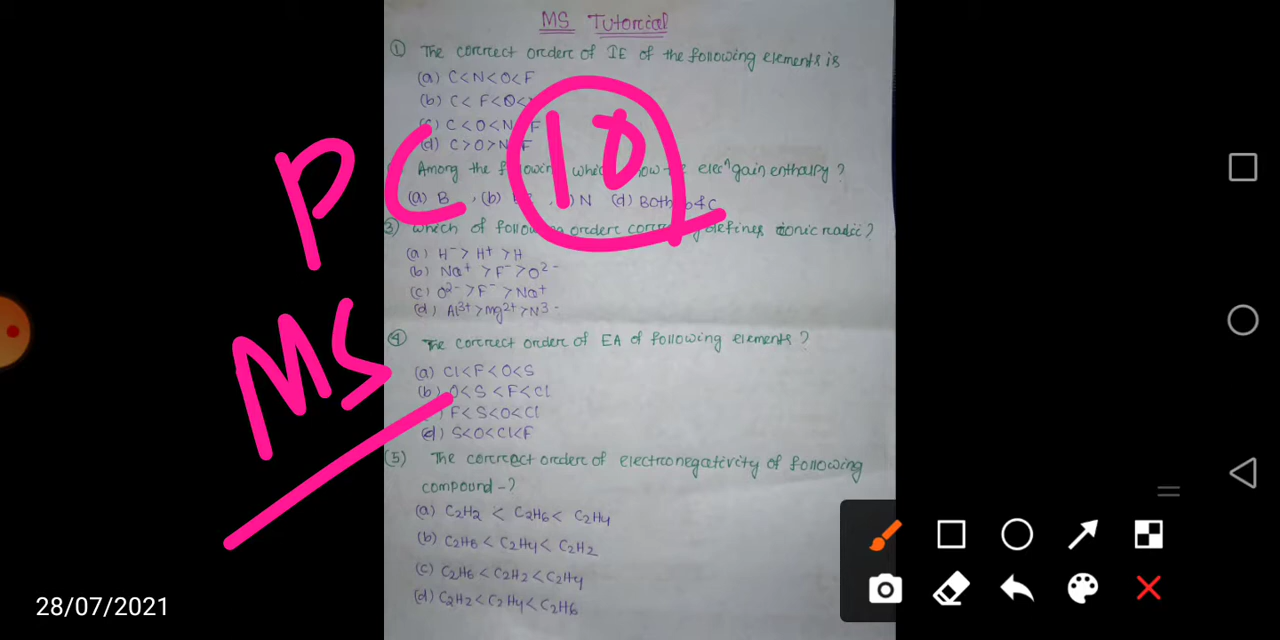 MS Tutorial
① The correct order of IE of the following elements is
(a) C<N<O<F
(b) C< F<O<
(c) C<O<N F
(d) C>O>N F
Among the elecⁿ gain enthalpy?
(a) B , (b) N (d) Both b & C
3) Which of order defines ionic radii?
(a) H⁻> H⁺ >H
(b) Na⁺ >F⁻>O²⁻
(c) O²⁻>F⁻ >Na⁺
(d) Al³⁺>Mg²⁺>N³⁻
④ The correct order of EA of following elements?
(a) Cl<F<O<S
(b) O<S <F<Cl
F<S<O<Cl
(d) S<O<Cl<F
(5) The correct order of electronegativity of following
compound-?
(a) C₂H₂ < C₂H₆< C₂H₄
(b) C₂H₆ < C₂H₄< C₂H₂
(c) C₂H₆ <C₂H₂<C₂H₄
(d) C₂H₂<C₂H₄<C₂H₆
PC 10
MS
28/07/2021